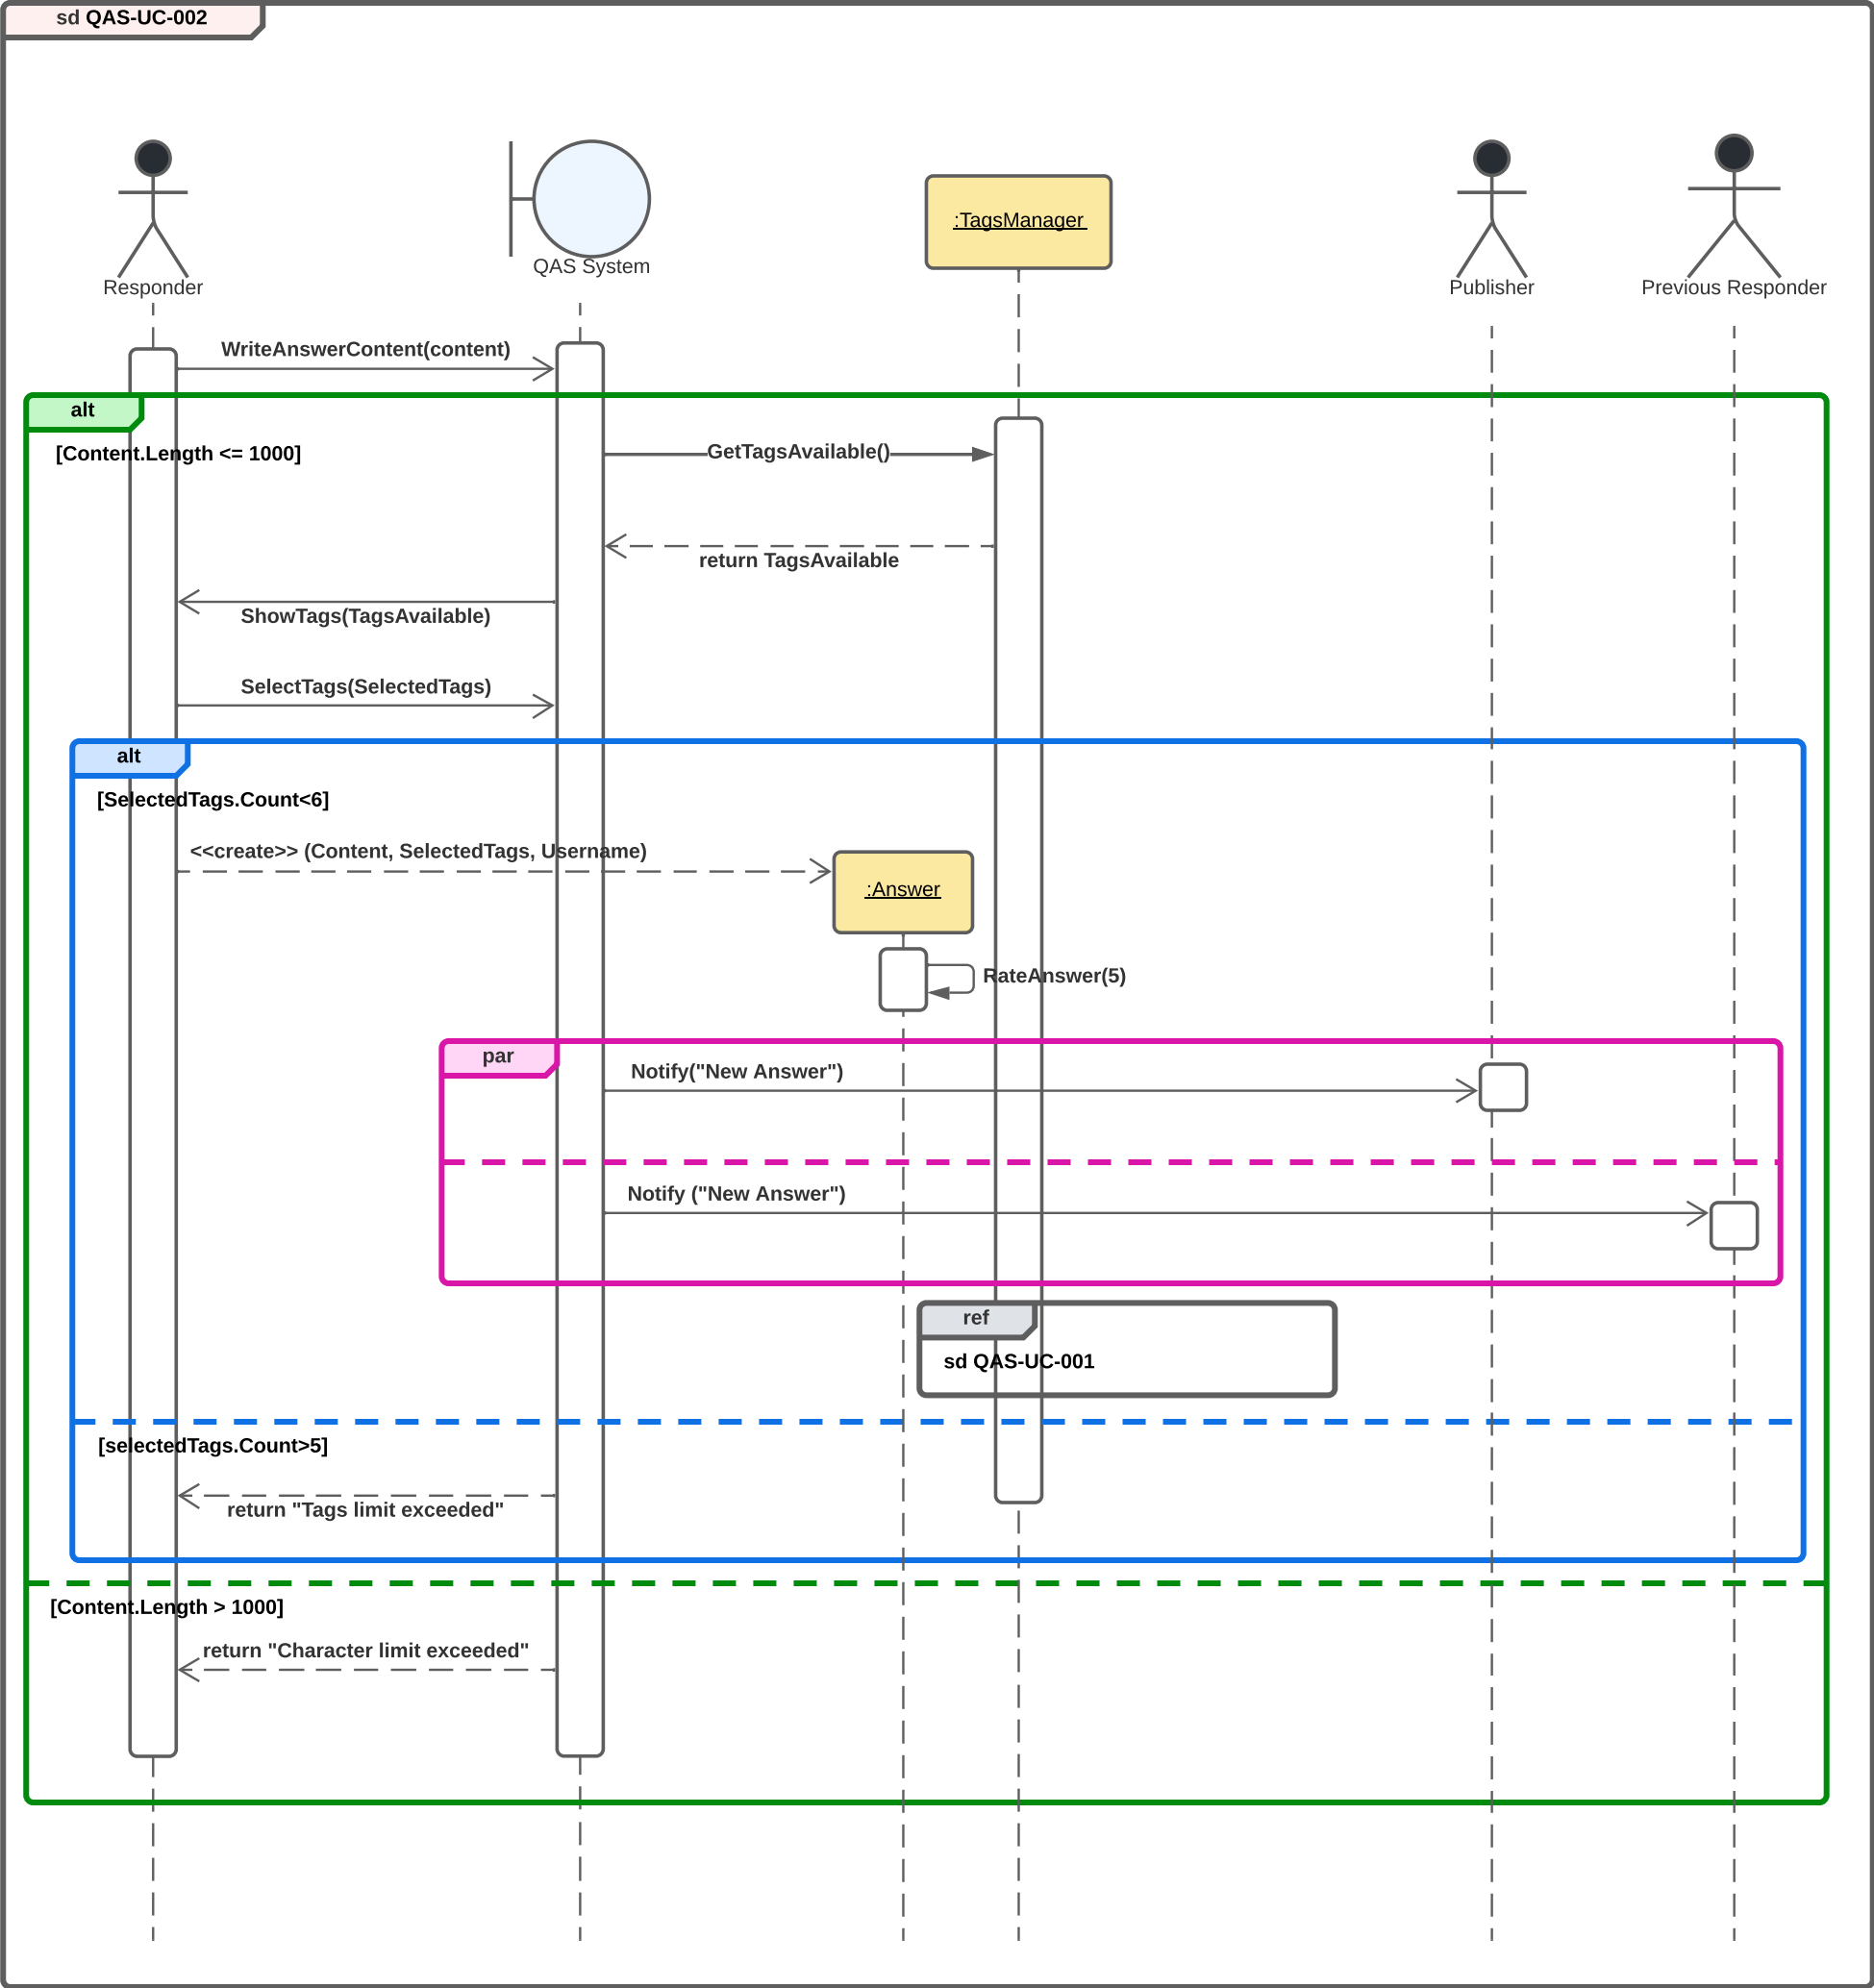 sd QAS-UC-002
:TagsManager
QAS System
Responder
Publisher
Previous Responder
WriteAnswerContent(content)
alt
[Content.Length <= 1000]
GetTagsAvailable()
return TagsAvailable
ShowTags(TagsAvailable)
SelectTags(SelectedTags)
alt
[SelectedTags.Count<6]
<<create>> (Content, SelectedTags, Username)
:Answer
RateAnswer(5)
par
Notify("New Answer")
Notify ("New Answer")
ref
sd QAS-UC-001
[selectedTags.Count>5]
return "Tags limit exceeded"
[Content.Length > 1000]
return "Character limit exceeded"